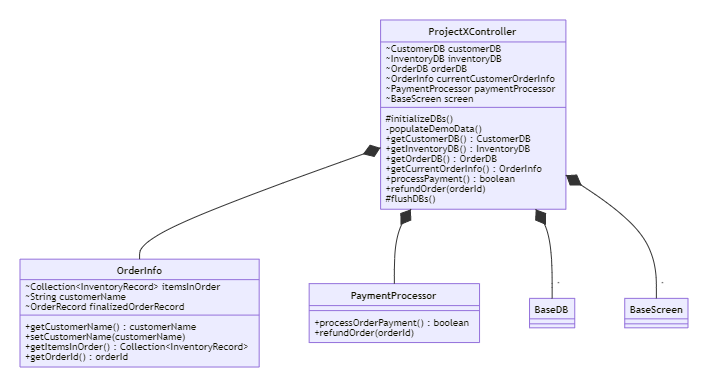 ProjectXController
~CustomerDB customerDB
~InventoryDB inventoryDB
~OrderDB orderDB
~OrderInfo currentCustomerOrderInfo
~PaymentProcessor paymentProcessor
~BaseScreen screen
#initializeDBs()
-populateDemoData()
+getCustomerDB() : CustomerDB
+getInventoryDB() : InventoryDB
+getOrderDB() : OrderDB
+getCurrentOrderInfo() : OrderInfo
+processPayment() : boolean
+refundOrder(orderId)
#flushDBs()
OrderInfo
~Collection<InventoryRecord> itemsInOrder
~String customerName
~OrderRecord finalizedOrderRecord
+getCustomerName() : customerName
+setCustomerName(customerName)
+getItemsInOrder() : Collection<InventoryRecord>
+getOrderId() : orderId
PaymentProcessor
+processOrderPayment() : boolean
+refundOrder(orderId)
BaseDB
BaseScreen